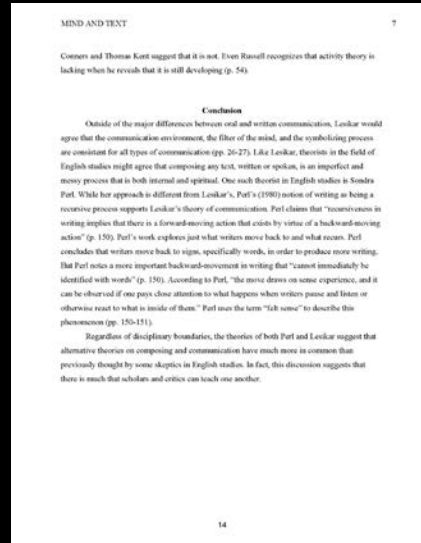 MIND AND TEXT 7
Conners and Thomas Kent suggest that it is not. Even Russell recognizes that activity theory is
lacking when he reveals that it is still developing (p. 54).
Conclusion
Outside of the major differences between oral and written communication, Lesikar would
agree that the communication environment, the filter of the mind, and the symbolizing process
are consistent for all types of communication (pp. 26-27). Like Lesikar, theorists in the field of
English studies might agree that composing any text, written or spoken, is an imperfect and
messy process that is both internal and spiritual. One such theorist in English studies is Sondra
Perl. While her approach is different from Lesikar's, Perl's (1980) notion of writing as being a
recursive process supports Lesikar's theory of communication. Perl claims that "recursiveness in
writing implies that there is a forward-moving action that exists by virtue of a backward-moving
action" (p. 150). Perl's work explores just what writers move back to and what recurs. Perl
concludes that writers move back to signs, specifically words, in order to produce more writing.
But Perl notes a more important backward-movement in writing that "cannot immediately be
identified with words" (p. 150). According to Perl, "the move draws on sense experience, and it
can be observed if one pays close attention to what happens when writers pause and listen or
otherwise react to what is inside of them." Perl uses the term "felt sense" to describe this
phenomenon (pp. 150-151).
Regardless of disciplinary boundaries, the theories of both Perl and Lesikar suggest that
alternative theories on composing and communication have much more in common than
previously thought by some skeptics in English studies. In fact, this discussion suggests that
there is much that scholars and critics can teach one another.
14